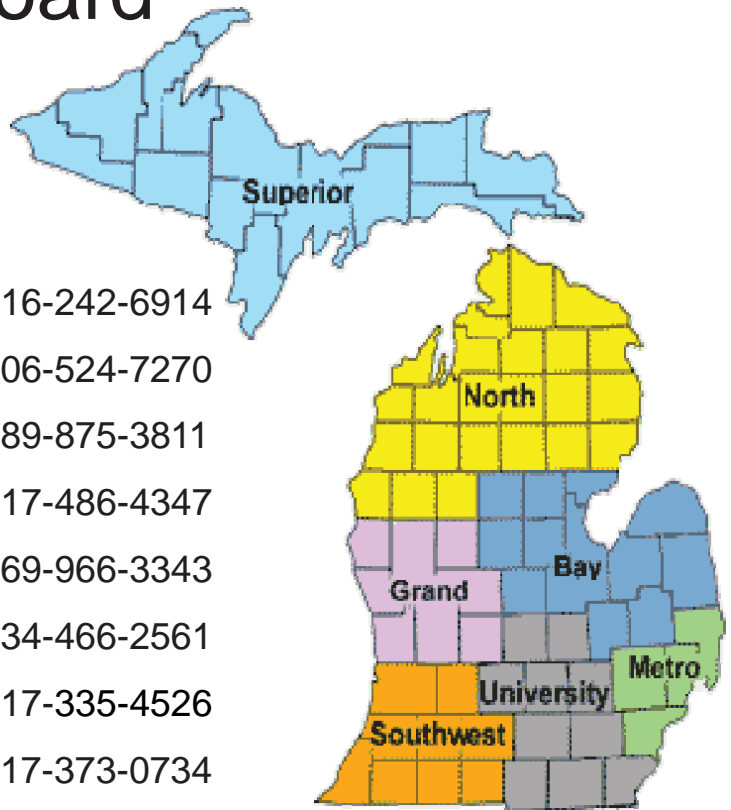 oard
Superior
16-242-6914
06-524-7270
North
89-875-3811
17-486-4347
69-966-3343
Bay
Grand
34-466-2561
Metro
University
17-335-4526
Southwest
17-373-0734